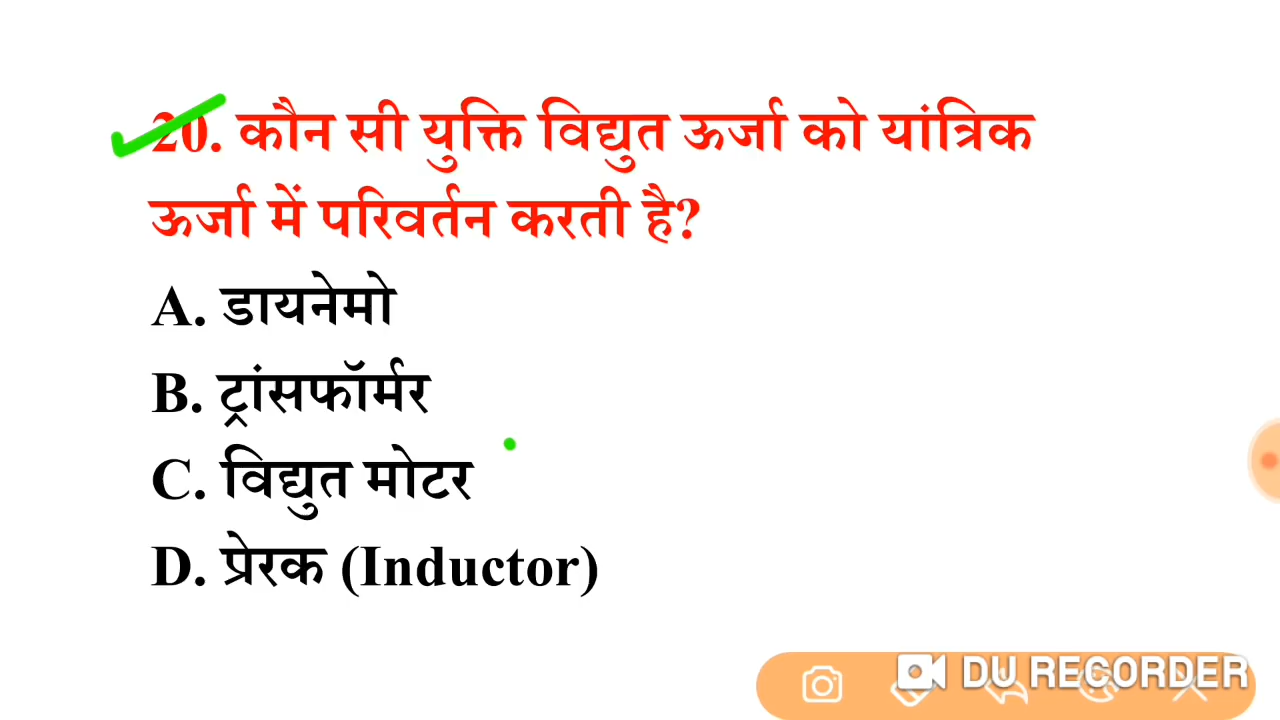 20. कौन सी युक्ति विद्युत ऊर्जा को यांत्रिक
ऊर्जा में परिवर्तन करती है?
A. डायनेमो
B. ट्रांसफॉर्मर
C. विद्युत मोटर
D. प्रेरक (Inductor)
DU RECORDER